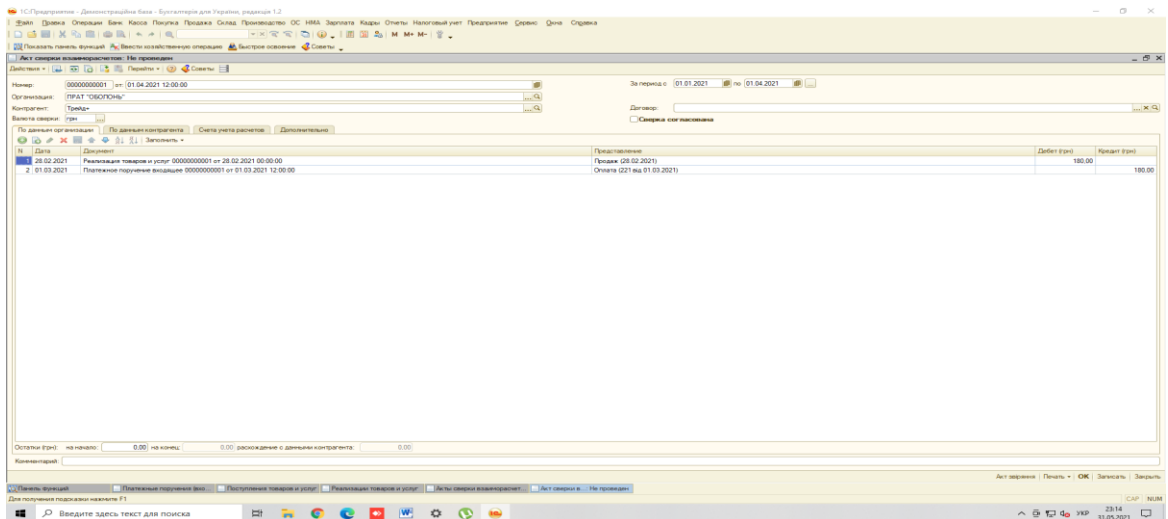 1С:Предприятие - Демонстраційна база - Бухгалтерія для України, редакція 1.2
Файл Правка Операции Банк Касса Покупка Продажа Склад Производство ОС НМА Зарплата Кадры Отчеты Налоговый учет Предприятие Сервис Окна Справка
M M+ M-
Показать панель функций Ввести хозяйственную операцию Быстрое освоение Советы
Акт сверки взаиморасчетов: Не проведен
Действия Перейти Советы
Номер: 00000000001 от: 01.04.2021 12:00:00 За период с 01.01.2021 по 01.04.2021 ...
Организация: ПРАТ "ОБОЛОНЬ" ...
Контрагент: Трейд+ ... Договор: ... x
Валюта сверки: грн ... Сверка согласована
По данным организации По данным контрагента Счета учета расчетов Дополнительно
Заполнить
N Дата Документ Представление Дебет (грн) Кредит (грн)
1 28.02.2021 Реализация товаров и услуг 00000000001 от 28.02.2021 00:00:00 Продаж (28.02.2021) 180,00
2 01.03.2021 Платежное поручение входящее 00000000001 от 01.03.2021 12:00:00 Оплата (221 від 01.03.2021) 180,00
Остатки (грн): на начало: 0.00 на конец: 0.00 расхождение с данными контрагента: 0.00
Комментарий:
Акт звіряння Печать OK Записать Закрыть
Панель функций Платежные поручения вхо... Поступления товаров и услуг Реализации товаров и услуг Акты сверки взаиморасчет... Акт сверки в...: Не проведен
Для получения подсказки нажмите F1 CAP NUM
Введите здесь текст для поиска УКР 23:14
31.05.2021